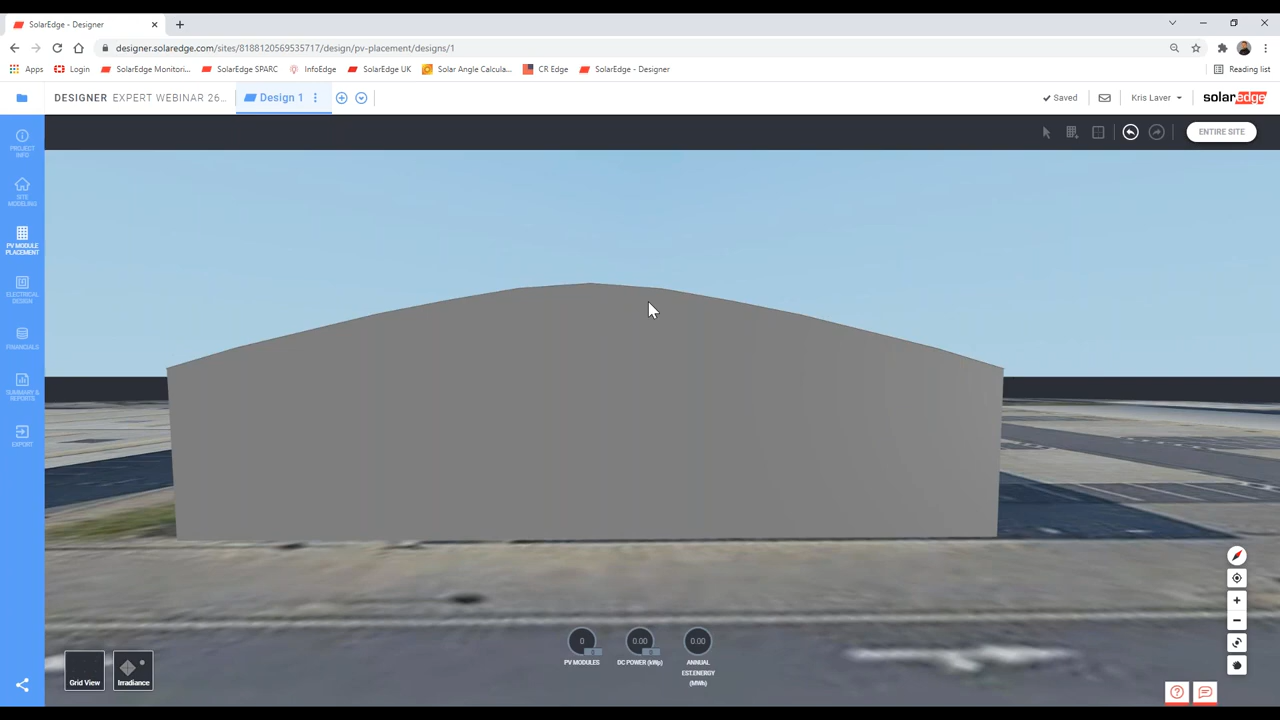 SolarEdge - Designer
designer.solaredge.com/sites/8188120569535717/design/pv-placement/designs/1
Apps
Login
SolarEdge Monitori...
SolarEdge SPARC
InfoEdge
SolarEdge UK
Solar Angle Calcula...
CR Edge
SolarEdge - Designer
Reading list
DESIGNER EXPERT WEBINAR 26...
Design 1
Saved
Kris Laver
solaredge
ENTIRE SITE
PROJECT
INFO
SITE
MODELING
PV MODULE
PLACEMENT
ELECTRICAL
DESIGN
FINANCIALS
SUMMARY &
REPORTS
EXPORT
0
0.00
0.00
PV MODULES
DC POWER (kWp)
ANNUAL
EST.ENERGY
(MWh)
Grid View
Irradiance